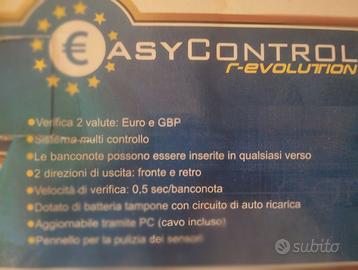 €ASYCONTROL
r-evolution
Verifica 2 valute: Euro e GBP
Sistema multi controllo
Le banconote possono essere inserite in qualsiasi verso
2 direzioni di uscita: fronte e retro
Velocità di verifica: 0,5 sec/banconota
Dotato di batteria tampone con circuito di auto ricarica
Aggiornabile tramite PC (cavo incluso)
Pennello per la pulizia dei sensori
subito